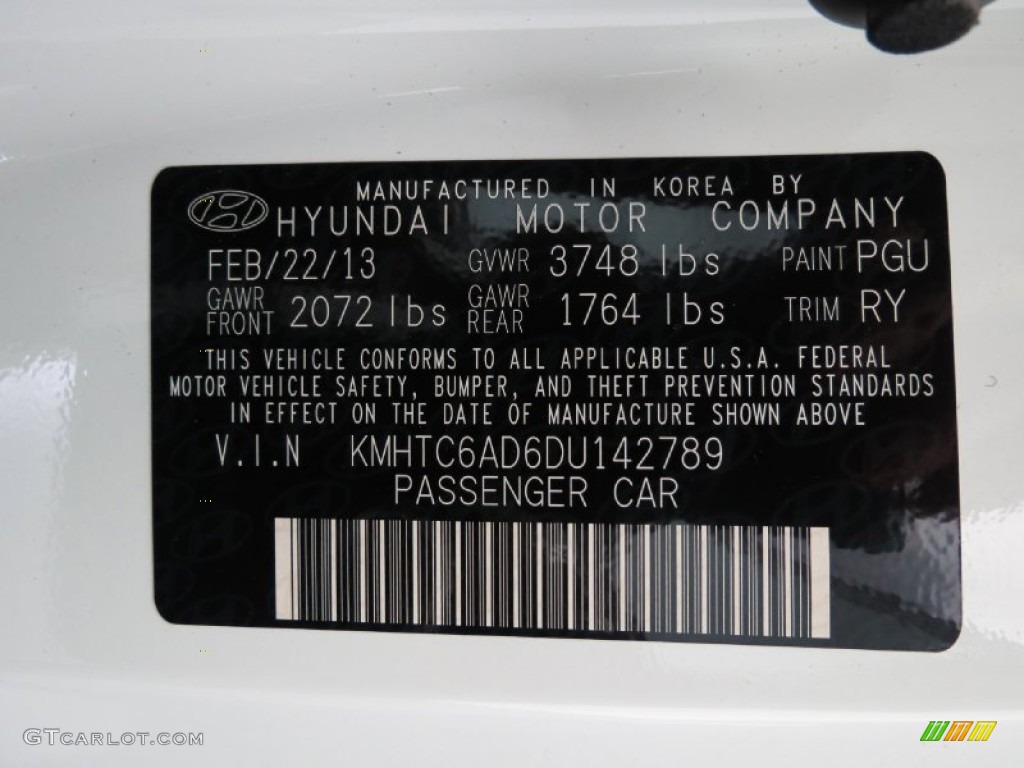 MANUFACTURED IN KOREA BY
HYUNDAI MOTOR COMPANY
FEB/22/13 GVWR 3748 lbs PAINT PGU
GAWR FRONT 2072 lbs GAWR REAR 1764 lbs TRIM RY
THIS VEHICLE CONFORMS TO ALL APPLICABLE U.S.A. FEDERAL
MOTOR VEHICLE SAFETY, BUMPER, AND THEFT PREVENTION STANDARDS
IN EFFECT ON THE DATE OF MANUFACTURE SHOWN ABOVE
V.I.N KMHTC6AD6DU142789
PASSENGER CAR
GTCARLOT.COM